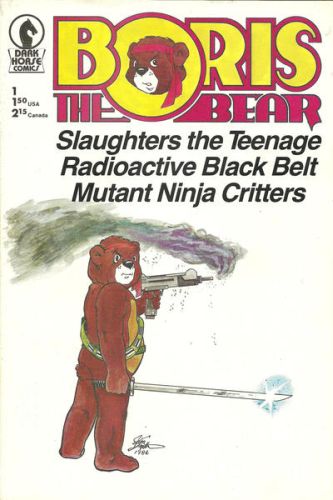 DARK
HORSE
COMICS
BORIS
THE BEAR
1
1.50 USA
2.15 Canada
Slaughters the Teenage
Radioactive Black Belt
Mutant Ninja Critters
1986